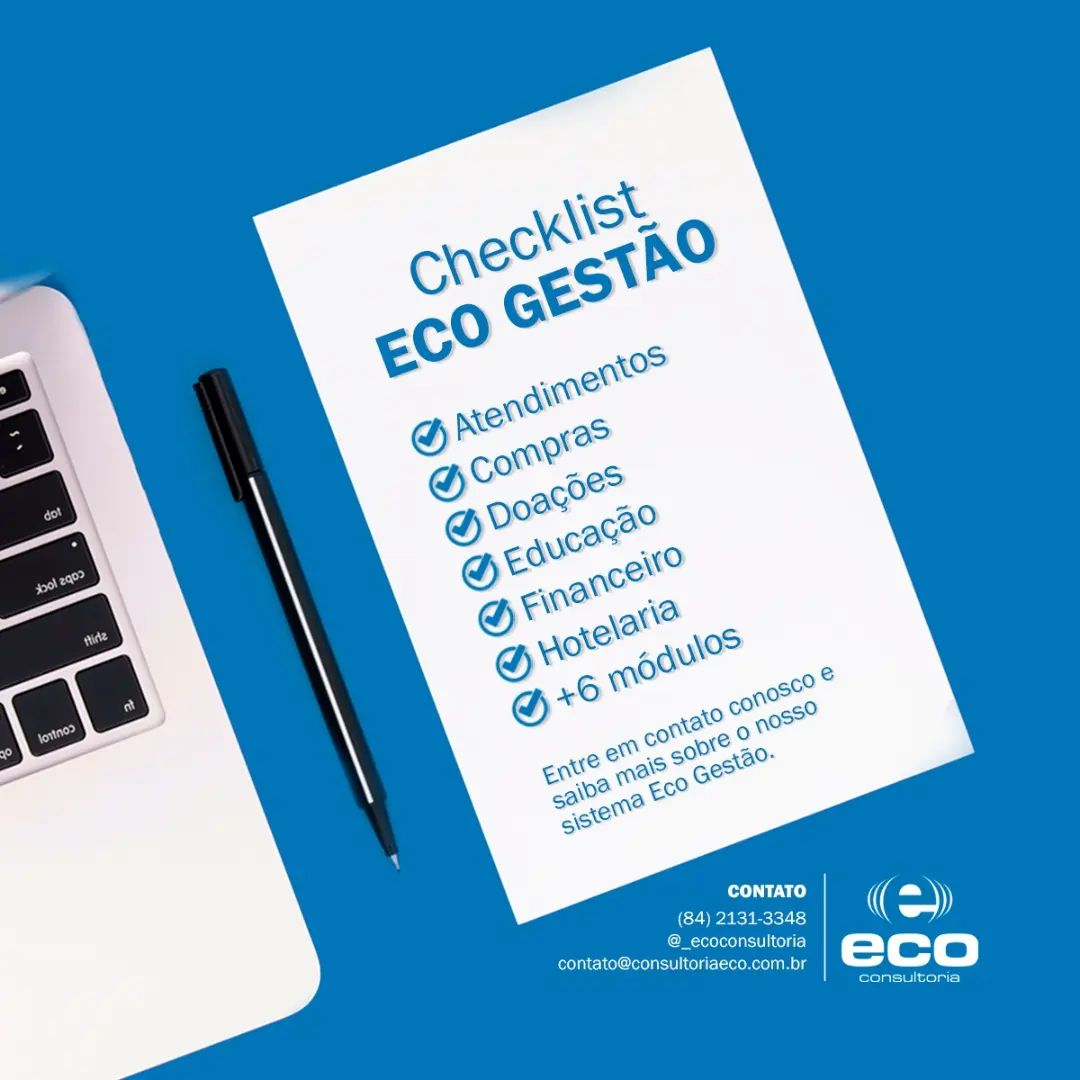 Checklist
ECO GESTÃO
Atendimentos
Compras
Doações
Educação
Financeiro
Hotelaria
+6 módulos
Entre em contato conosco e
saiba mais sobre o nosso
sistema Eco Gestão.
CONTATO
(84) 2131-3348
@_ecoconsultoria
contato@consultoriaeco.com.br
e
eco
consultoria
tab
caps lock
shift
fn
control